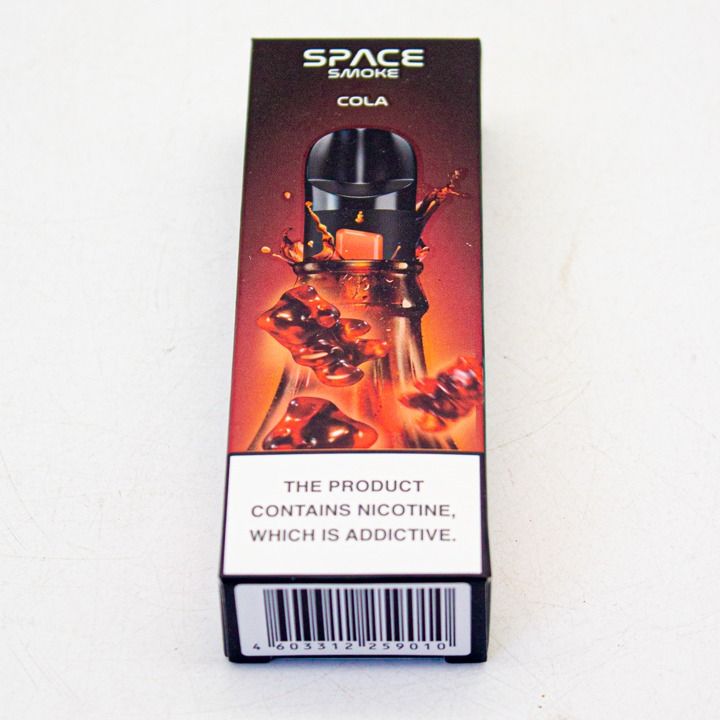 SPACE
SMOKE
COLA
THE PRODUCT
CONTAINS NICOTINE,
WHICH IS ADDICTIVE.
4 603312 259010